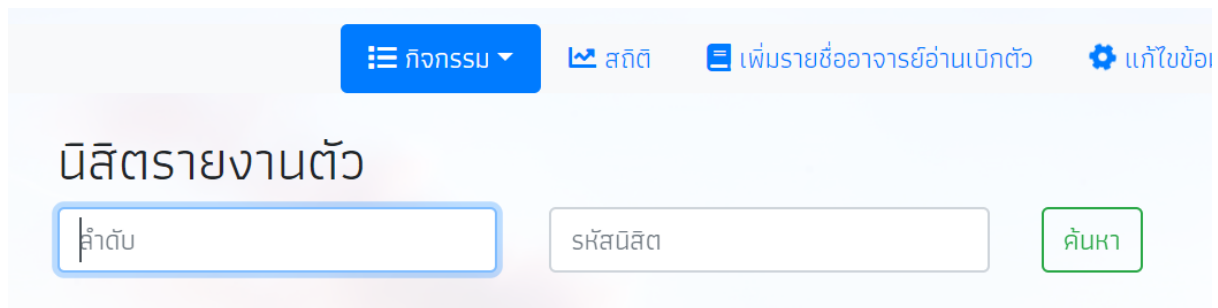 กิจกรรม สถิติ เพิ่มรายชื่ออาจารย์อ่านเบิกตัว
นิสิตรายงานตัว
ลำดับ รหัสนิสิต ค้นหา